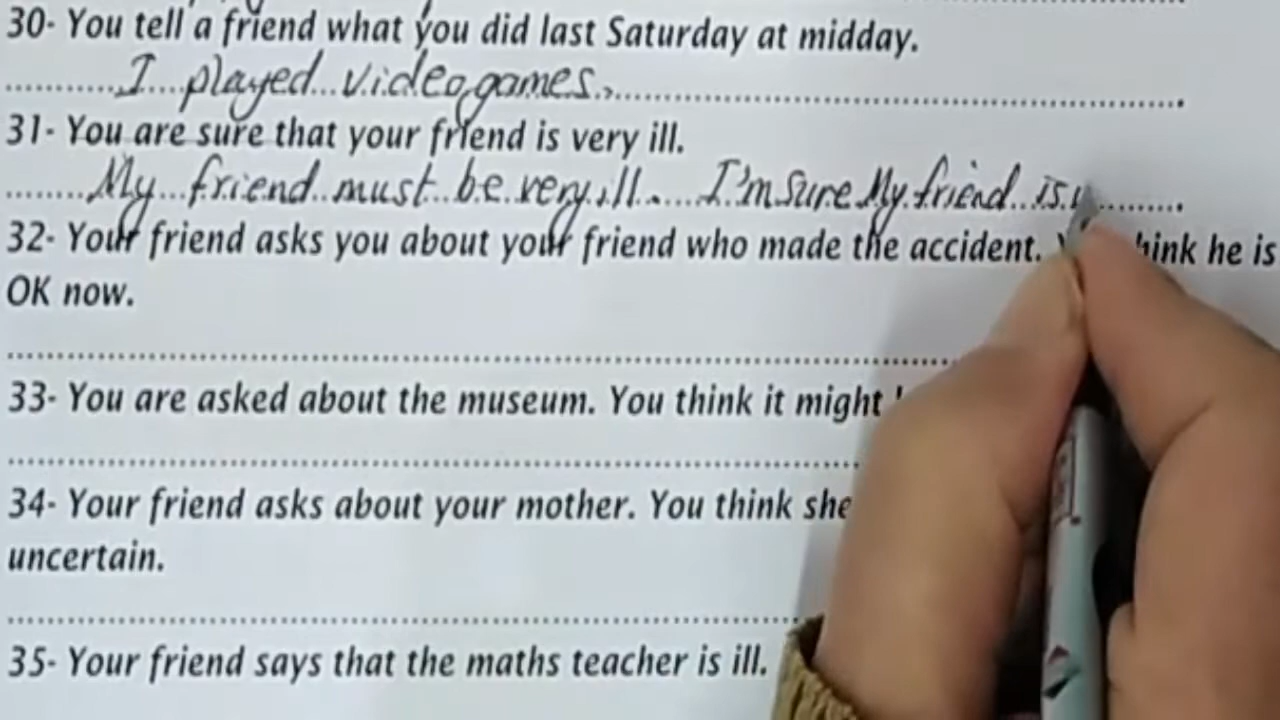 30- You tell a friend what you did last Saturday at midday.
I played video games.
31- You are sure that your friend is very ill.
My friend must be very ill. I'm sure My friend is
32- Your friend asks you about your friend who made the accident. think he is
OK now.
33- You are asked about the museum. You think it might
34- Your friend asks about your mother. You think she
uncertain.
35- Your friend says that the maths teacher is ill.